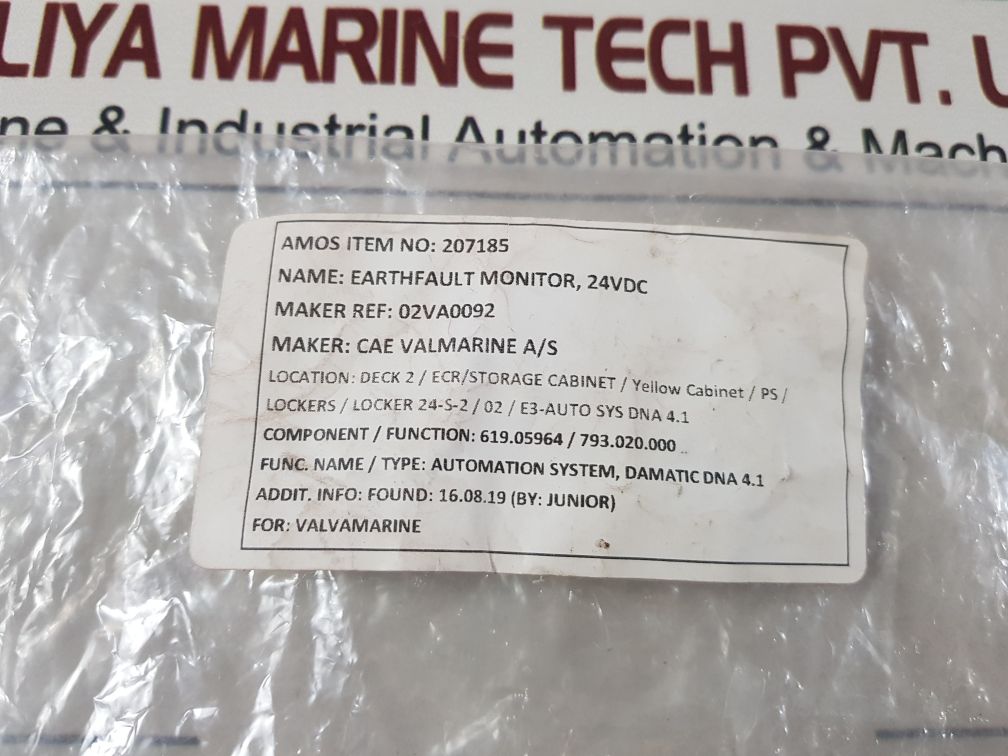 LIYA MARINE TECH PVT.
& Industrial Automation &
AMOS ITEM NO: 207185
NAME: EARTHFAULT MONITOR, 24VDC
MAKER REF: 02VA0092
MAKER: CAE VALMARINE A/S
LOCATION: DECK 2 / ECR/STORAGE CABINET / Yellow Cabinet / PS /
LOCKERS / LOCKER 24-S-2 / 02 / E3-AUTO SYS DNA 4.1
COMPONENT / FUNCTION: 619.05964 / 793.020.000
FUNC. NAME / TYPE: AUTOMATION SYSTEM, DAMATIC DNA 4.1
ADDIT. INFO: FOUND: 16.08.19 (BY: JUNIOR)
FOR: VALVAMARINE